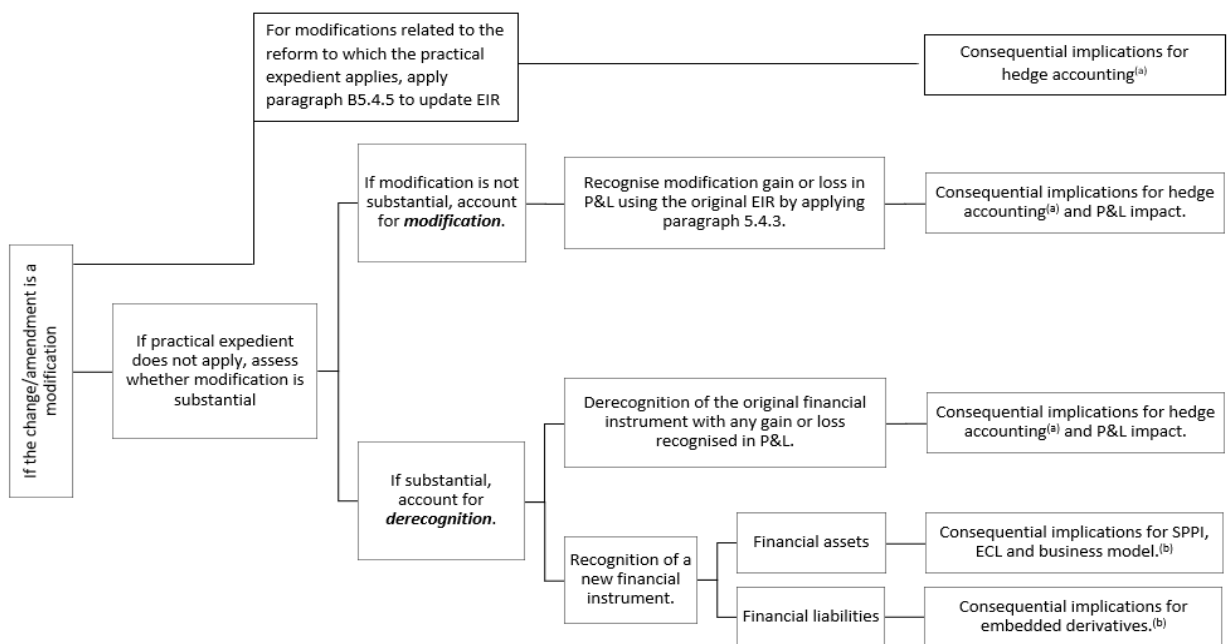 For modifications related to the
reform to which the practical
expedient applies, apply
paragraph B5.4.5 to update EIR
Consequential implications for
hedge accounting(a)
If modification is not
substantial, account
for modification.
Recognise modification gain or loss in
P&L using the original EIR by applying
paragraph 5.4.3.
Consequential implications for hedge
accounting(a) and P&L impact.
If the change/amendment is a
modification
If practical expedient
does not apply, assess
whether modification is
substantial
Derecognition of the original financial
instrument with any gain or loss
recognised in P&L.
Consequential implications for hedge
accounting(a) and P&L impact.
If substantial,
account for
derecognition.
Recognition of a
new financial
instrument.
Financial assets
Consequential implications for SPPI,
ECL and business model.(b)
Financial liabilities
Consequential implications for
embedded derivatives.(b)